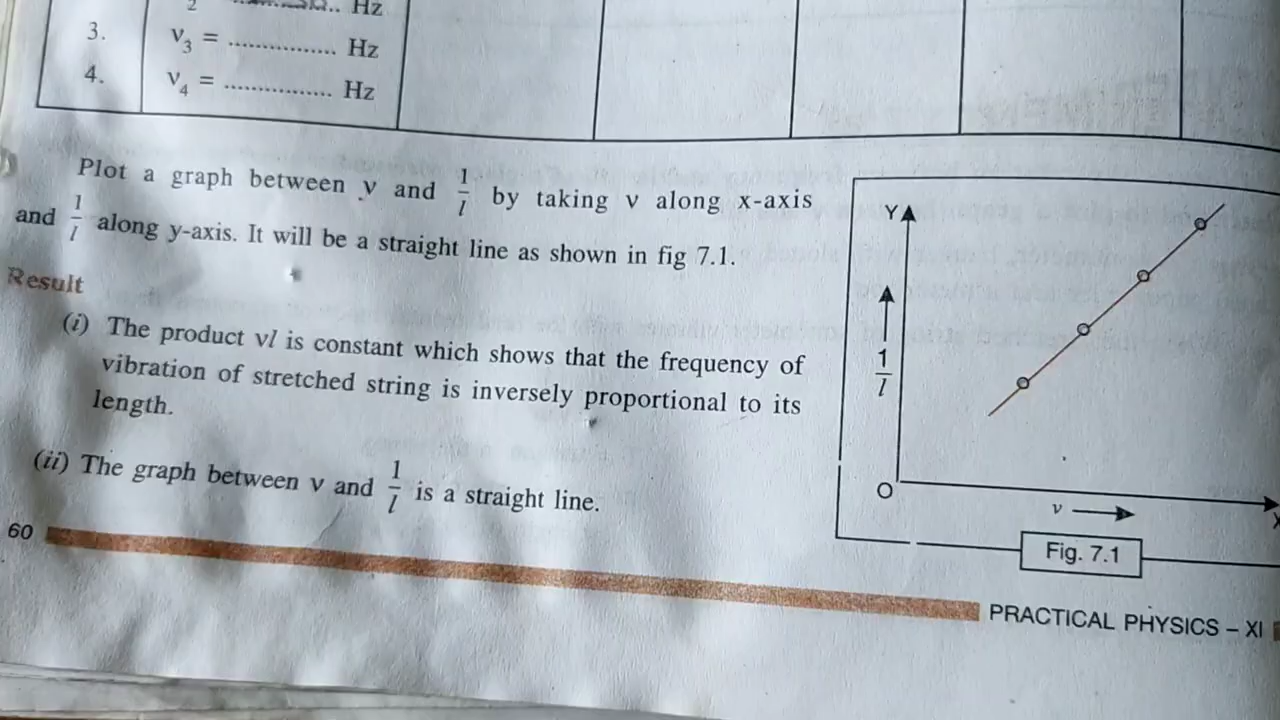 2 Hz
3. ν₃ = ................ Hz
4. ν₄ = ................ Hz
Plot a graph between ν and 1/l by taking ν along x-axis
and 1/l along y-axis. It will be a straight line as shown in fig 7.1.
Result
(i) The product νl is constant which shows that the frequency of
vibration of stretched string is inversely proportional to its
length.
(ii) The graph between ν and 1/l is a straight line.
Y
1/l
O
ν
X
Fig. 7.1
60
PRACTICAL PHYSICS – XI